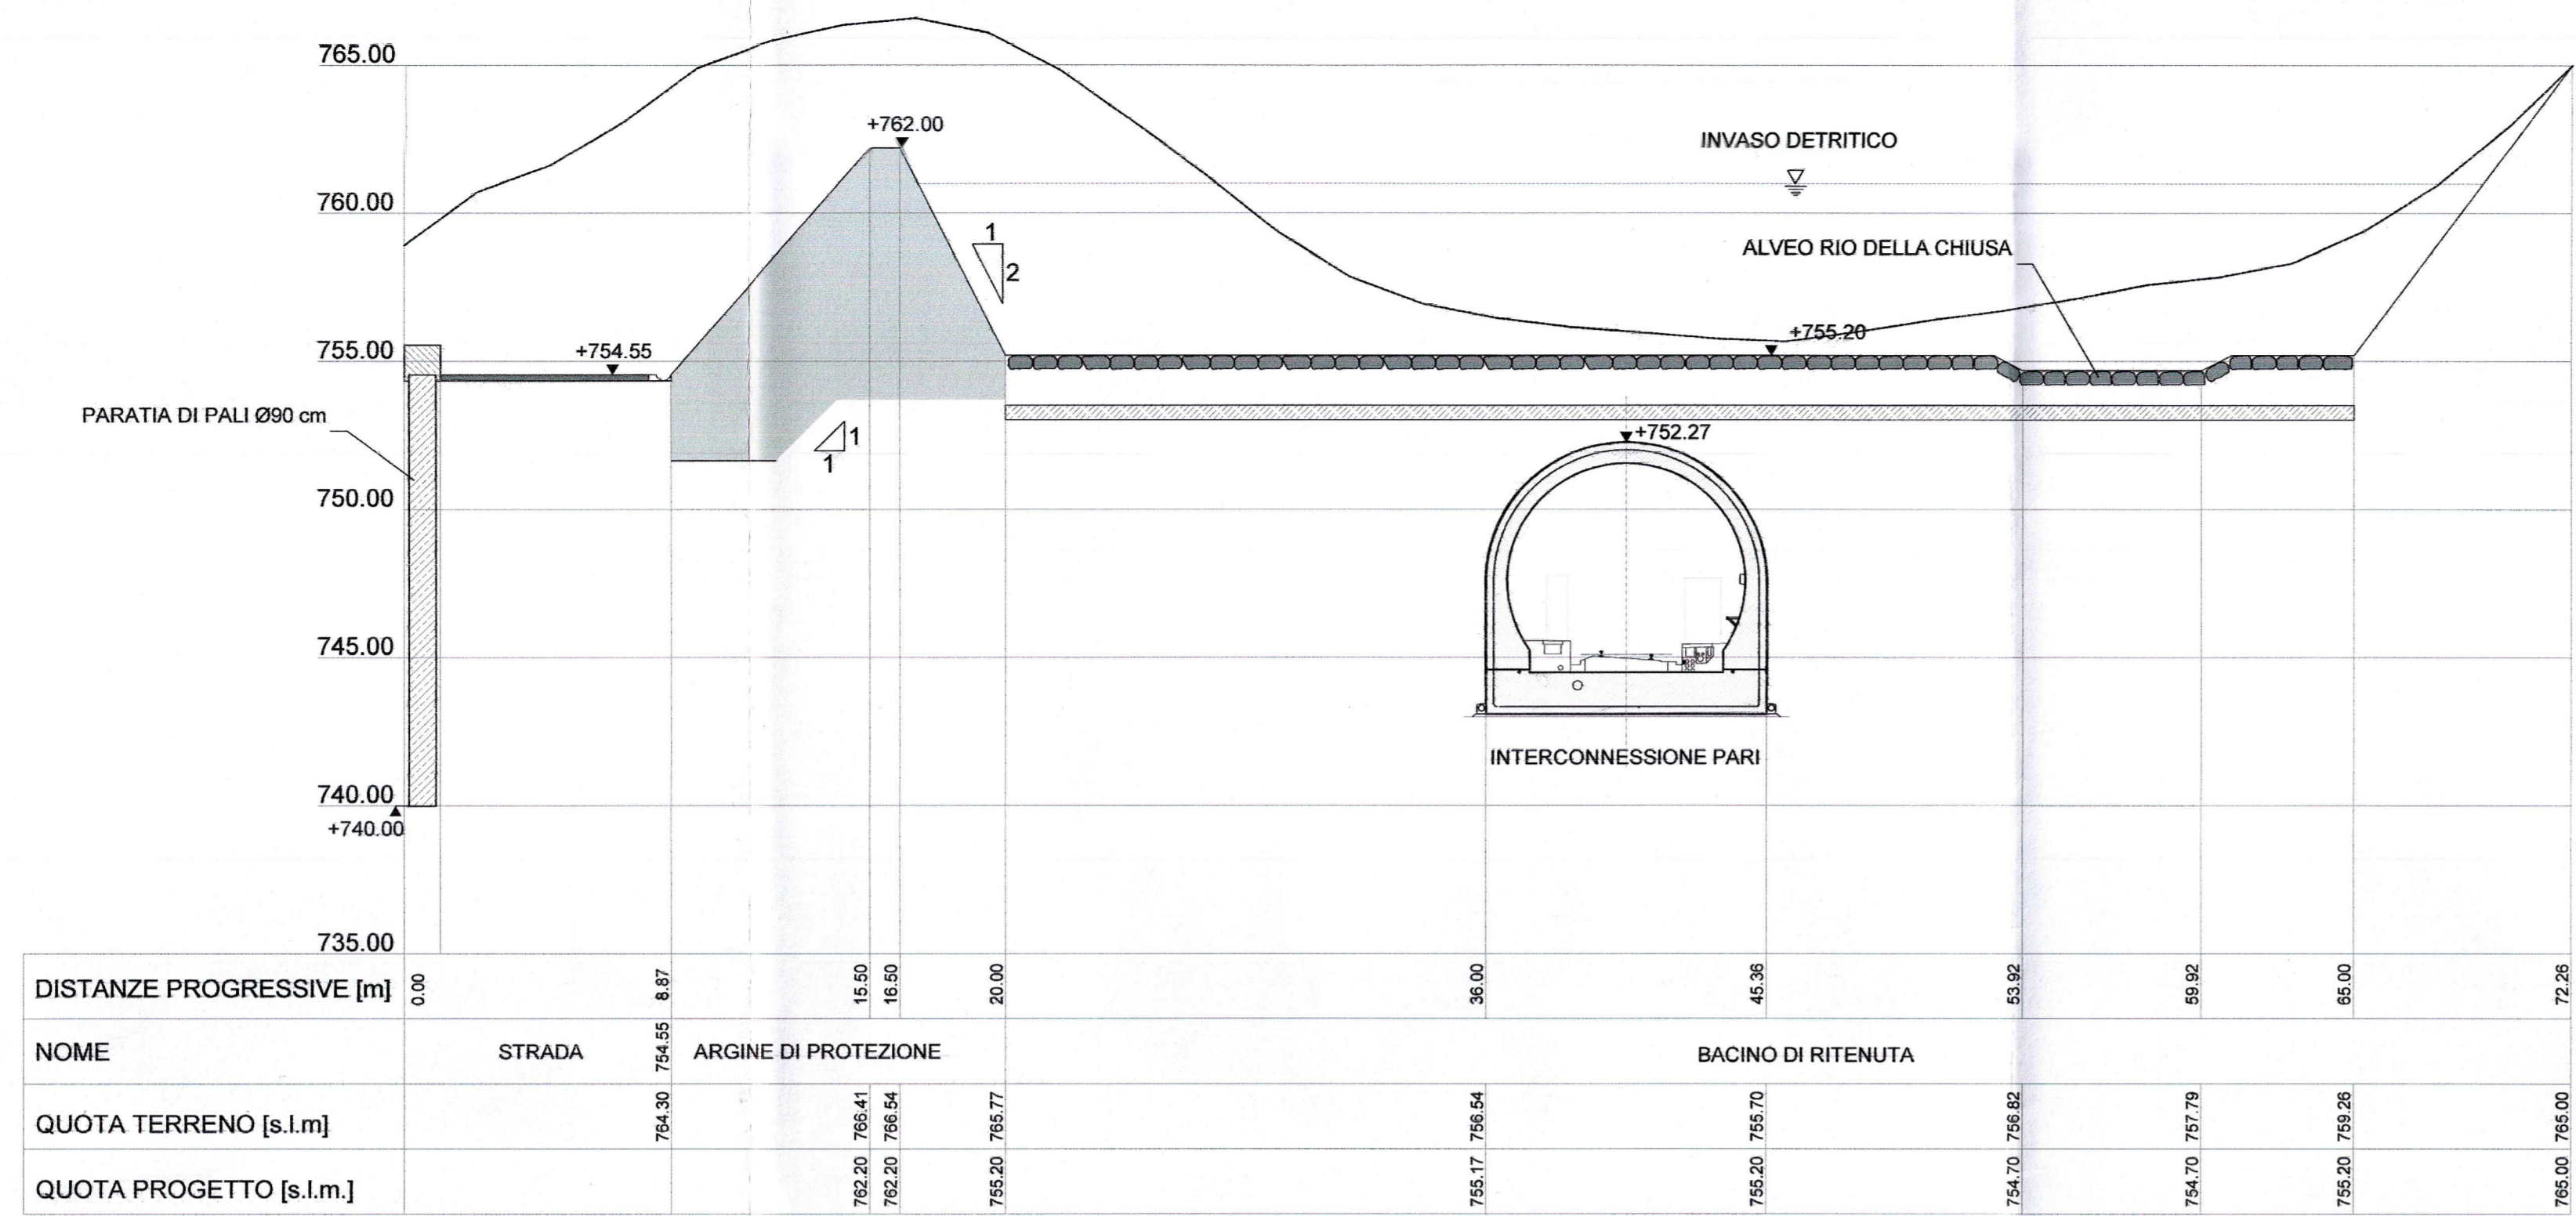 765.00
+762.00
INVASO DETRITICO
760.00
1
2
ALVEO RIO DELLA CHIUSA
755.00
+754.55
+755.20
PARATIA DI PALI Ø90 cm
1
1
+752.27
750.00
745.00
INTERCONNESSIONE PARI
740.00
+740.00
735.00
DISTANZE PROGRESSIVE [m] 0.00 8.87 15.50 16.50 20.00 36.00 45.36 53.92 59.92 65.00 72.26
NOME STRADA 754.55 ARGINE DI PROTEZIONE BACINO DI RITENUTA
QUOTA TERRENO [s.l.m] 764.30 766.41 766.54 765.77 756.54 755.70 756.82 757.79 759.26 765.00
QUOTA PROGETTO [s.l.m.] 762.20 762.20 755.20 755.17 755.20 754.70 754.70 755.20 765.00